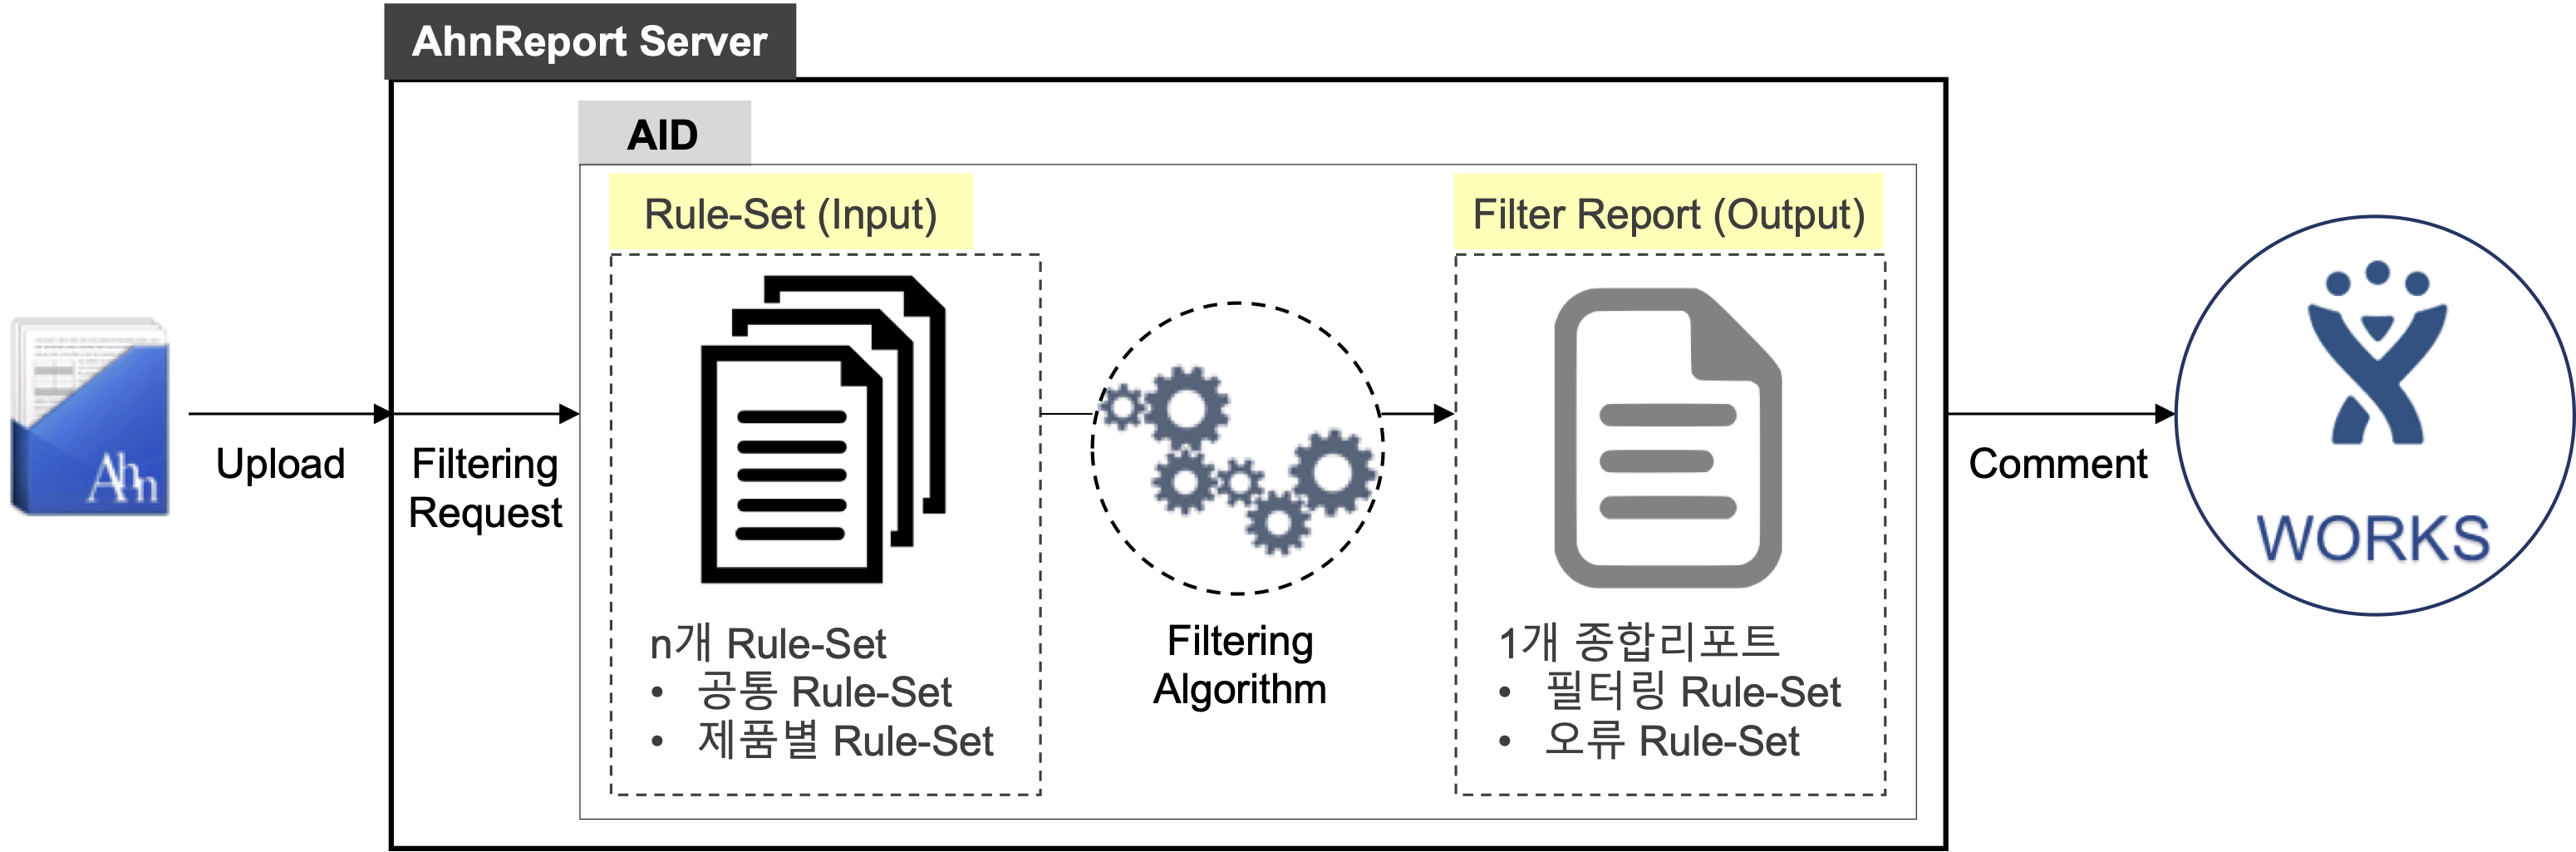 AhnReport Server
AID
Rule-Set (Input)
Filter Report (Output)
Ahn
Upload
Filtering
Request
n개 Rule-Set
• 공통 Rule-Set
• 제품별 Rule-Set
Filtering
Algorithm
1개 종합리포트
• 필터링 Rule-Set
• 오류 Rule-Set
Comment
WORKS